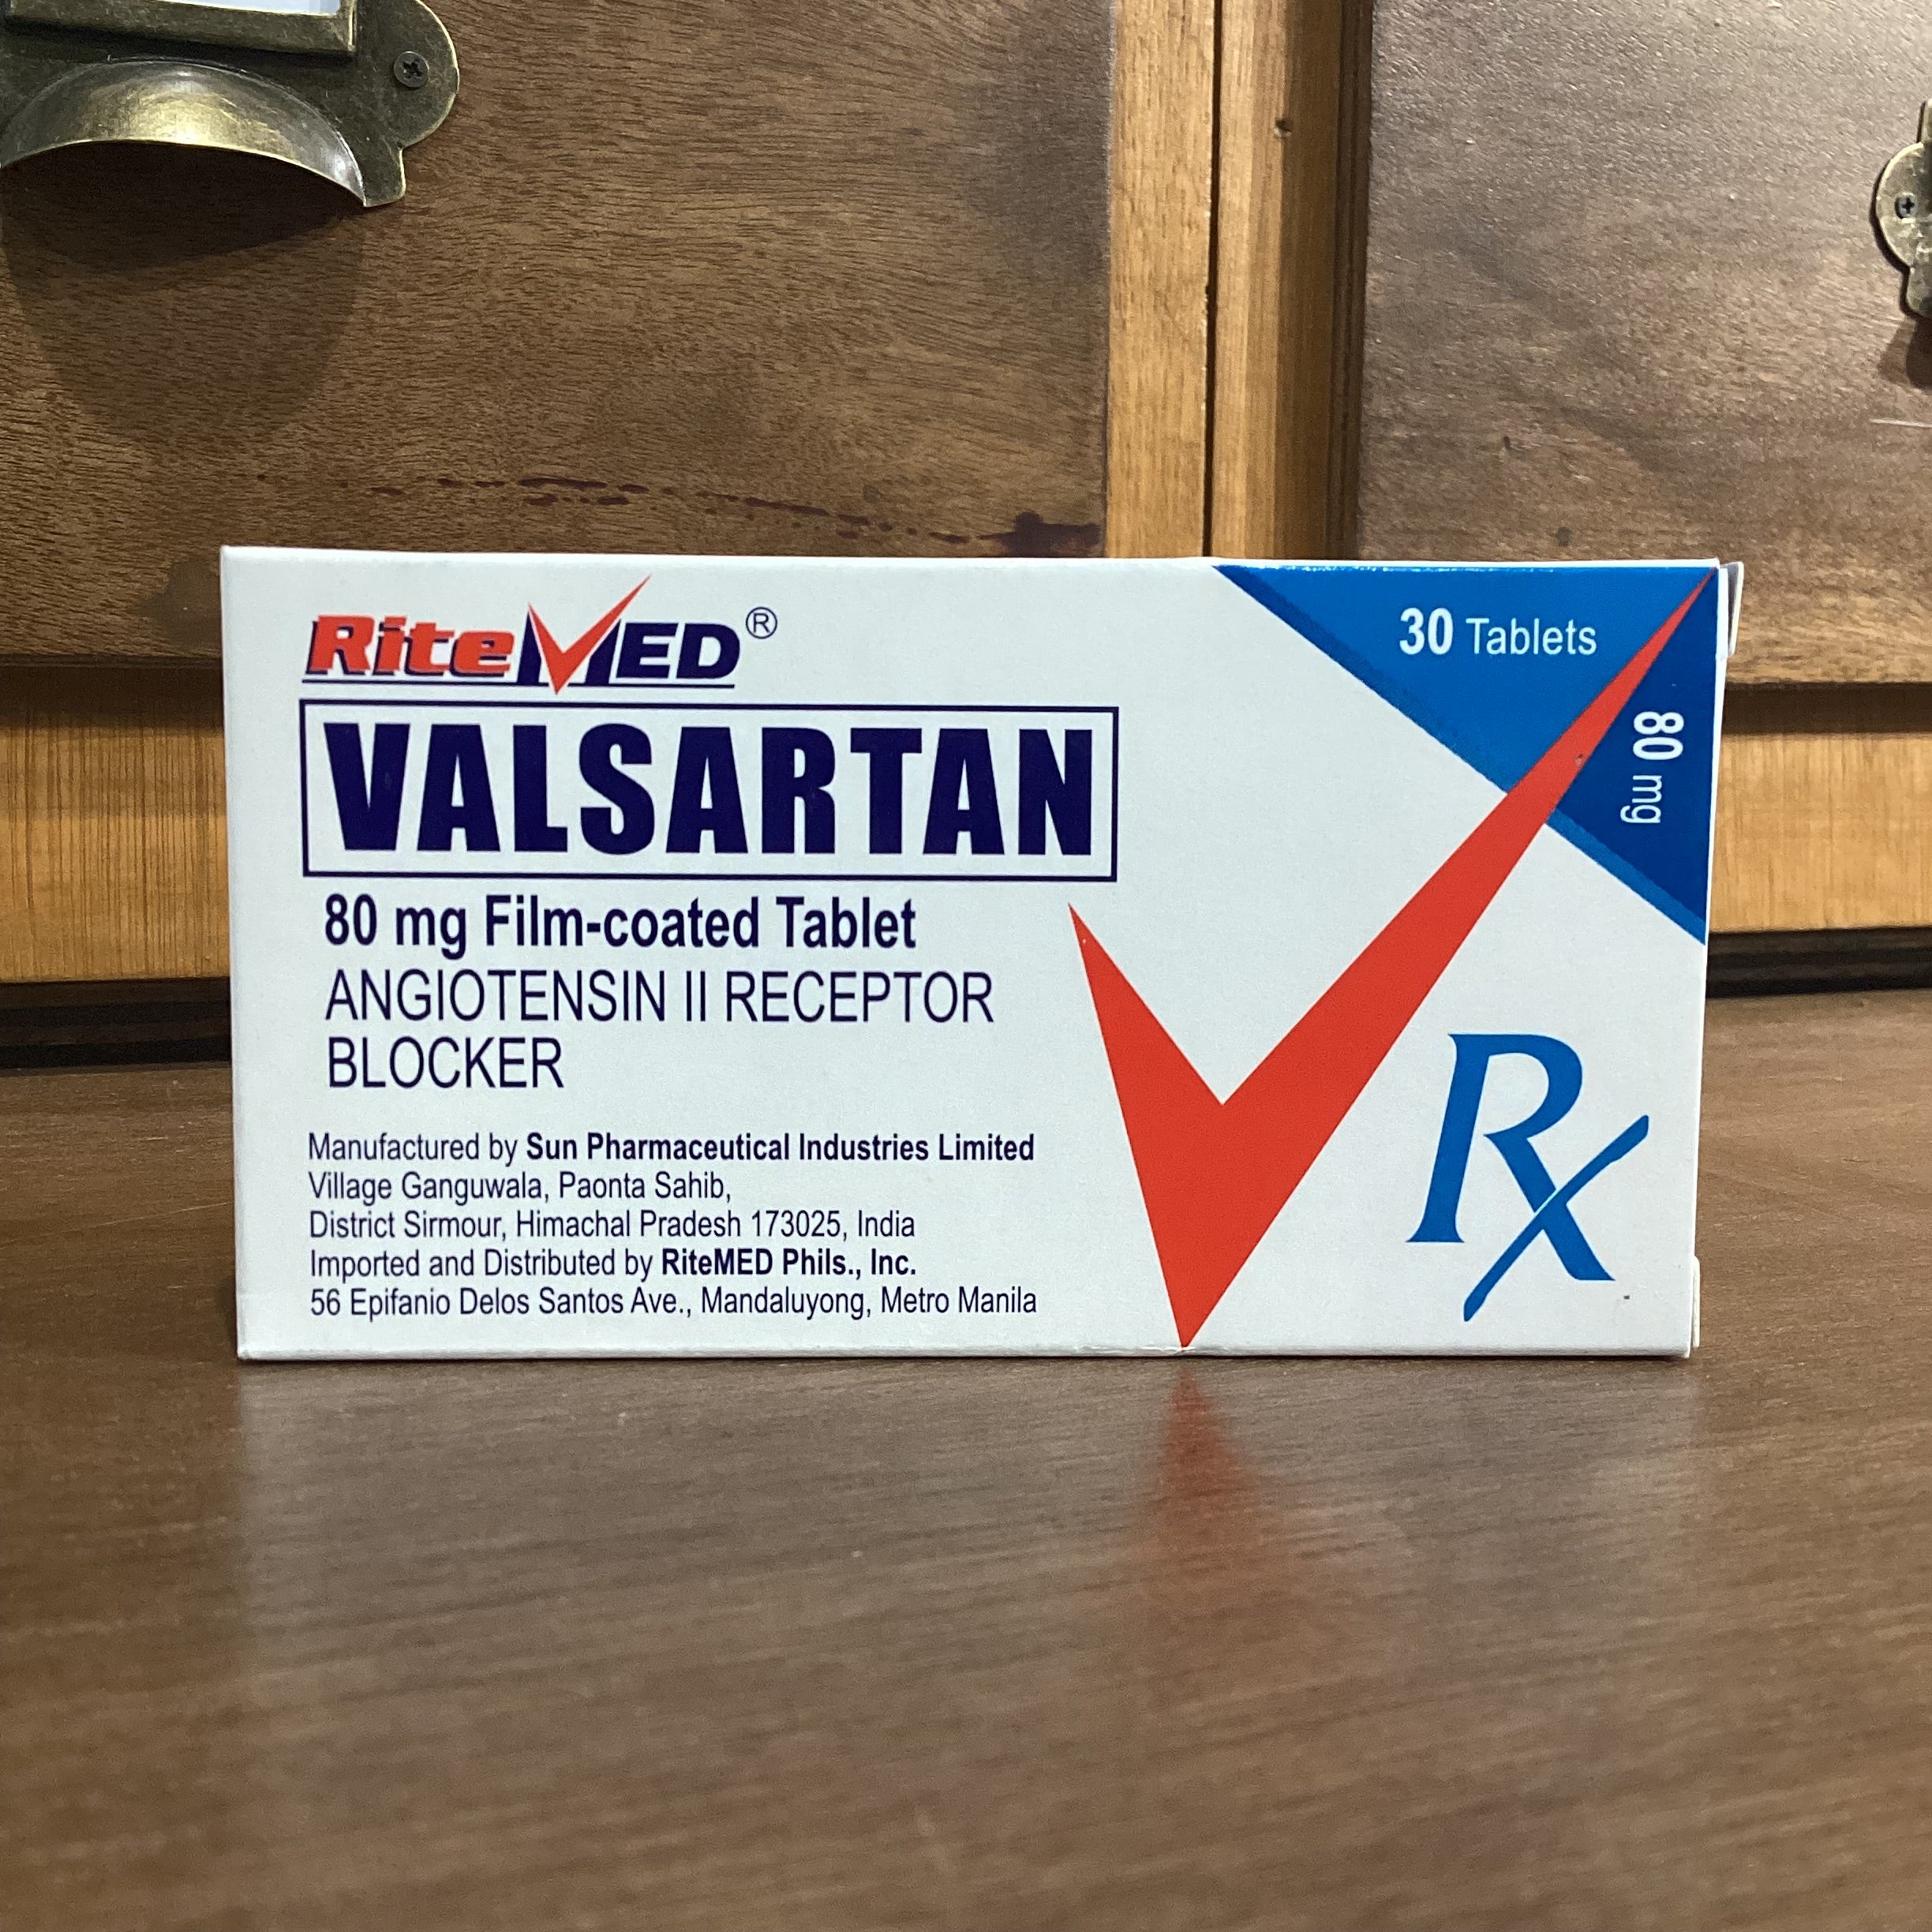 RiteMED®
VALSARTAN
80 mg Film-coated Tablet
ANGIOTENSIN II RECEPTOR
BLOCKER
Manufactured by Sun Pharmaceutical Industries Limited
Village Ganguwala, Paonta Sahib,
District Sirmour, Himachal Pradesh 173025, India
Imported and Distributed by RiteMED Phils., Inc.
56 Epifanio Delos Santos Ave., Mandaluyong, Metro Manila
30 Tablets
80 mg
Rx